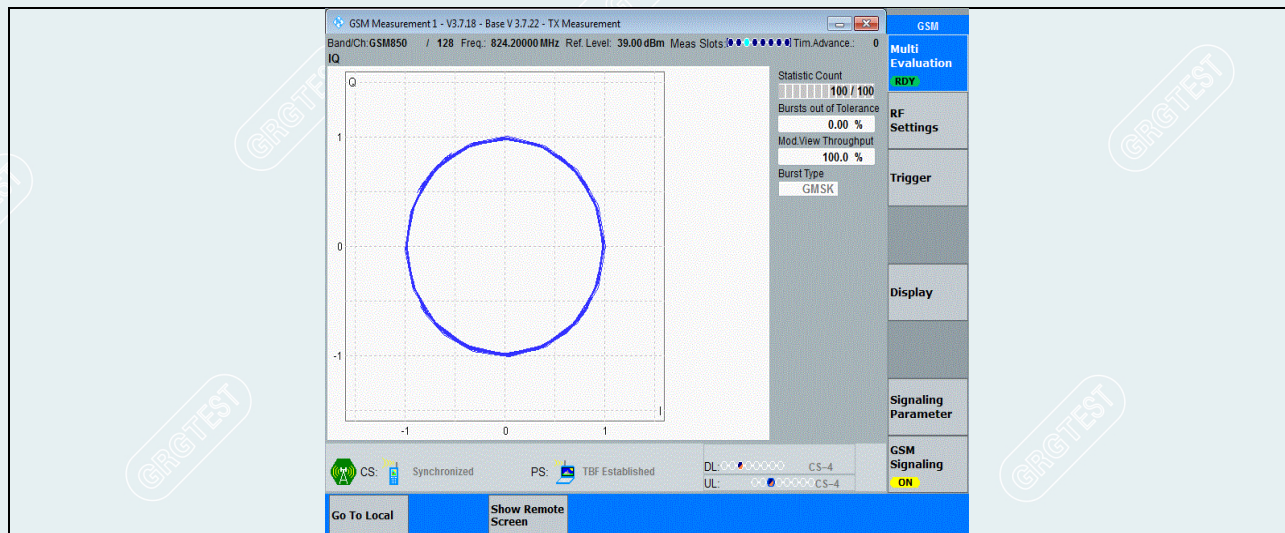 GSM Measurement 1 - V3.7.18 - Base V 3.7.22 - TX Measurement
GSM
Band/Ch: GSM850 / 128 Freq.: 824.20000 MHz Ref. Level: 39.00 dBm Meas Slots: Tim.Advance.: 0
IQ
Multi
Evaluation
RDY
Q
Statistic Count
100 / 100
Bursts out of Tolerance
0.00 %
Mod.View Throughput
100.0 %
Burst Type
GMSK
RF
Settings
Trigger
Display
Signaling
Parameter
GSM
Signaling
ON
1
0
-1
I
-1 0 1
CS: Synchronized PS: TBF Established
DL: CS-4
UL: CS-4
Go To Local
Show Remote
Screen
GRGTEST
GRGTEST
GRGTEST
GRGTEST